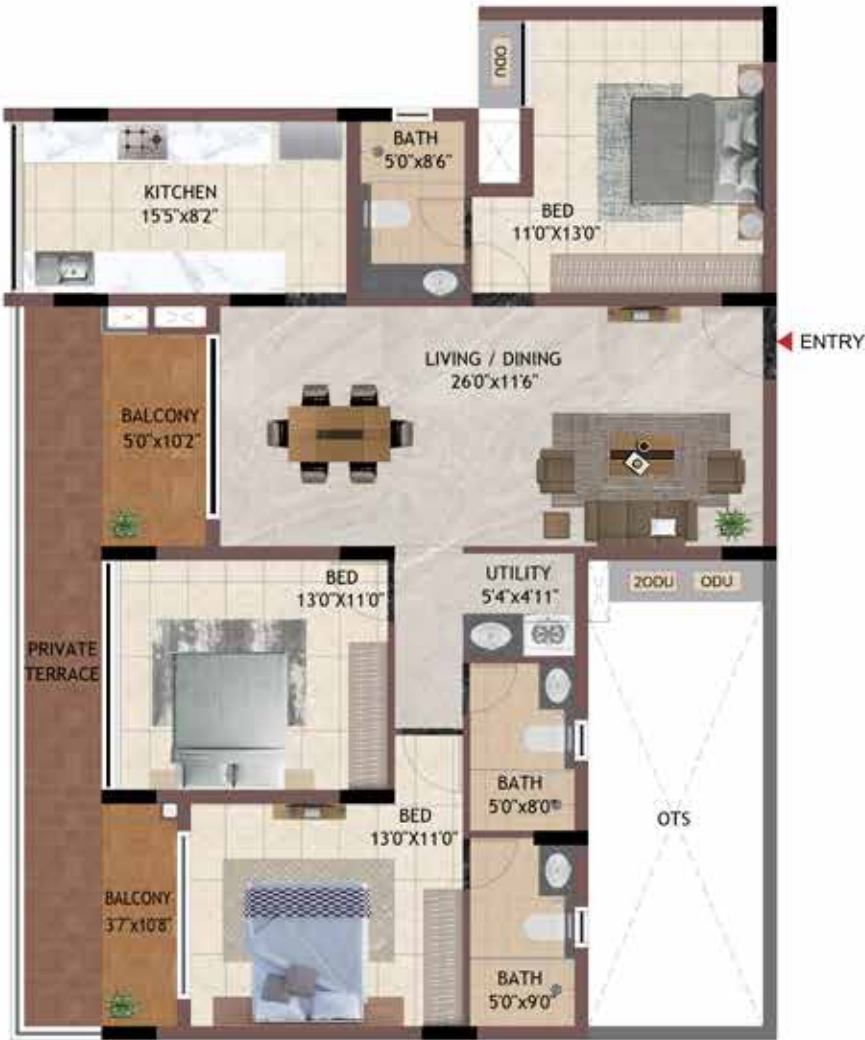 ODU
BATH
5'0"x8'6"
KITCHEN
15'5"x8'2"
BED
11'0"X13'0"
ENTRY
LIVING / DINING
26'0"x11'6"
BALCONY
5'0"x10'2"
BED
13'0"X11'0"
UTILITY
5'4"x4'11"
2ODU
ODU
PRIVATE
TERRACE
BATH
5'0"x8'0"
BED
13'0"X11'0"
OTS
BALCONY
3'7"x10'8"
BATH
5'0"x9'0"